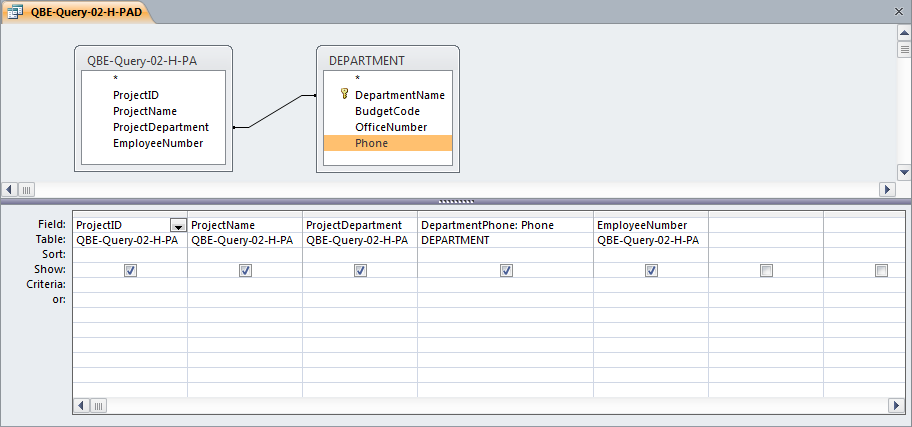 QBE-Query-02-H-PAD
QBE-Query-02-H-PA
*
ProjectID
ProjectName
ProjectDepartment
EmployeeNumber
DEPARTMENT
*
DepartmentName
BudgetCode
OfficeNumber
Phone
Field: ProjectID ProjectName ProjectDepartment DepartmentPhone: Phone EmployeeNumber
Table: QBE-Query-02-H-PA QBE-Query-02-H-PA QBE-Query-02-H-PA DEPARTMENT QBE-Query-02-H-PA
Sort:
Show:
Criteria:
or: